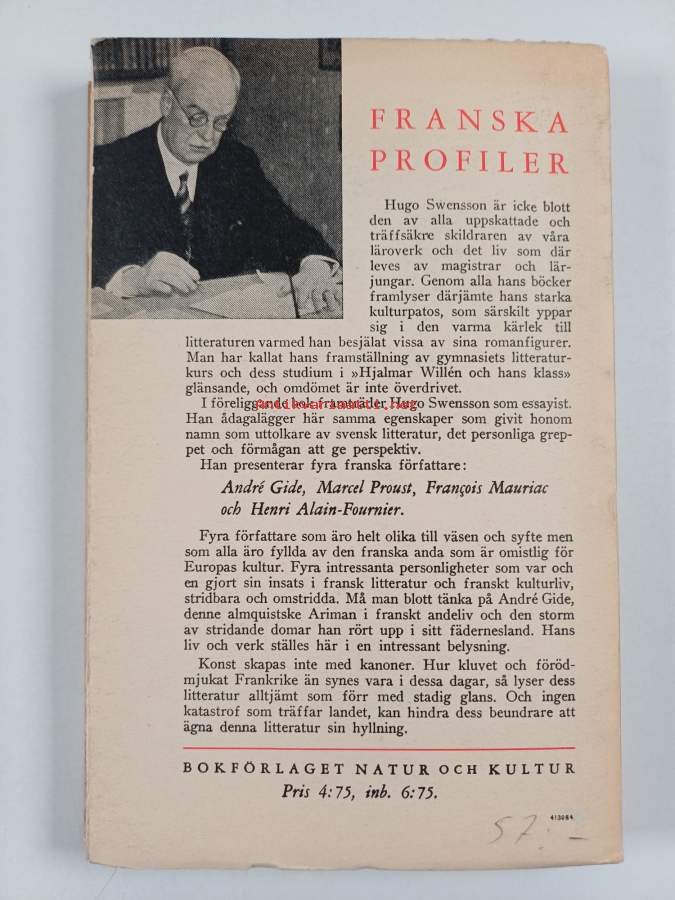 FRANSKA
PROFILER
Hugo Swensson är icke blott
den av alla uppskattade och
träffsäkre skildraren av våra
läroverk och det liv som där
leves av magistrar och lär-
jungar. Genom alla hans böcker
framlyser därjämte hans starka
kulturpatos, som särskilt yppar
sig i den varma kärlek till
litteraturen varmed han besjälat vissa av sina romanfigurer.
Man har kallat hans framställning av gymnasiets litteratur-
kurs och dess studium i »Hjalmar Willén och hans klass»
glänsande, och omdömet är inte överdrivet.
I föreliggande bok framträder Hugo Swensson som essayist.
Antikvariaatti.net
Han ådagalägger här samma egenskaper som givit honom
namn som uttolkare av svensk litteratur, det personliga grep-
pet och förmågan att ge perspektiv.
Han presenterar fyra franska författare:
André Gide, Marcel Proust, François Mauriac
och Henri Alain-Fournier.
Fyra författare som äro helt olika till väsen och syfte men
som alla äro fyllda av den franska anda som är omistlig för
Europas kultur. Fyra intressanta personligheter som var och
en gjort sin insats i fransk litteratur och franskt kulturliv,
stridbara och omstridda. Må man blott tänka på André Gide,
denne almquistske Ariman i franskt andeliv och den storm
av stridande domar han rört upp i sitt fädernesland. Hans
liv och verk ställes här i en intressant belysning.
Konst skapas inte med kanoner. Hur kluvet och föröd-
mjukat Frankrike än synes vara i dessa dagar, så lyser dess
litteratur alltjämt som förr med stadig glans. Och ingen
katastrof som träffar landet, kan hindra dess beundrare att
ägna denna litteratur sin hyllning.
BOKFÖRLAGET NATUR OCH KULTUR
Pris 4:75, inb. 6:75.
413084
57:-